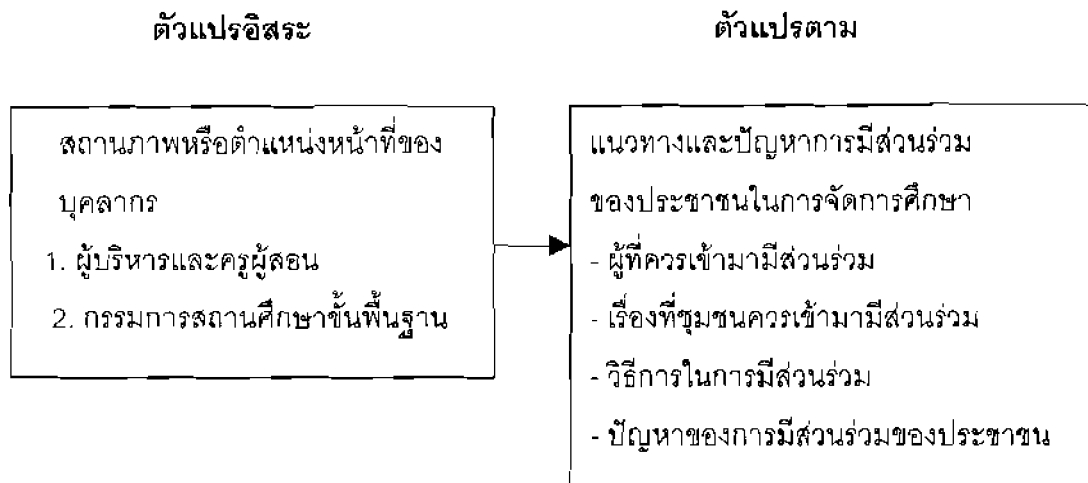 ตัวแปรอิสระ
ตัวแปรตาม
สถานภาพหรือตำแหน่งหน้าที่ของ
บุคลากร
1. ผู้บริหารและครูผู้สอน
2. กรรมการสถานศึกษาขั้นพื้นฐาน
แนวทางและปัญหาการมีส่วนร่วม
ของประชาชนในการจัดการศึกษา
- ผู้ที่ควรเข้ามามีส่วนร่วม
- เรื่องที่ชุมชนควรเข้ามามีส่วนร่วม
- วิธีการในการมีส่วนร่วม
- ปัญหาของการมีส่วนร่วมของประชาชน